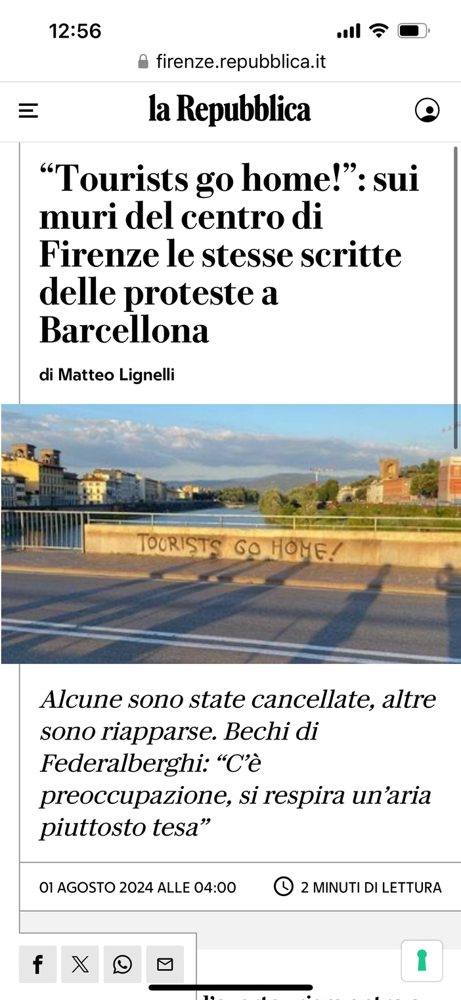 12:56
firenze.repubblica.it
la Repubblica
“Tourists go home!”: sui
muri del centro di
Firenze le stesse scritte
delle proteste a
Barcellona
di Matteo Lignelli
TOURISTS GO HOME!
Alcune sono state cancellate, altre
sono riapparse. Bechi di
Federalberghi: “C’è
preoccupazione, si respira un’aria
piuttosto tesa”
01 AGOSTO 2024 ALLE 04:00
2 MINUTI DI LETTURA